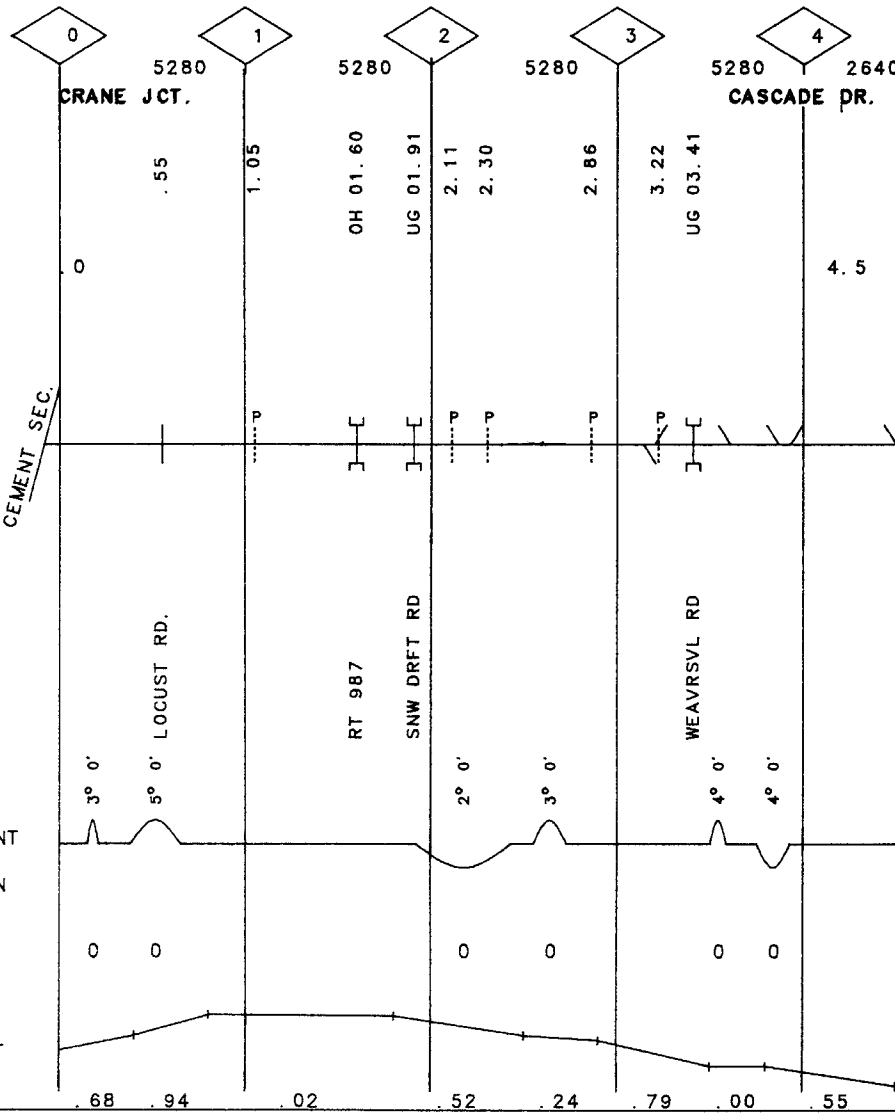 0 1 2 3 4
5280 5280 5280 5280 2640
CRANE JCT. CASCADE DR.
.55
1.05
OH 01.60
UG 01.91
2.11
2.30
2.86
3.22
UG 03.41
.0
4.5
CEMENT SEC.
P P P P P
LOCUST RD.
RT 987
SNW DRFT RD
WEAVRSVL RD
3° 0' 5° 0' 2° 0' 3° 0' 4° 0' 4° 0'
NT
N
0 0 0 0 0 0
.68 .94 .02 .52 .24 .79 .00 .55